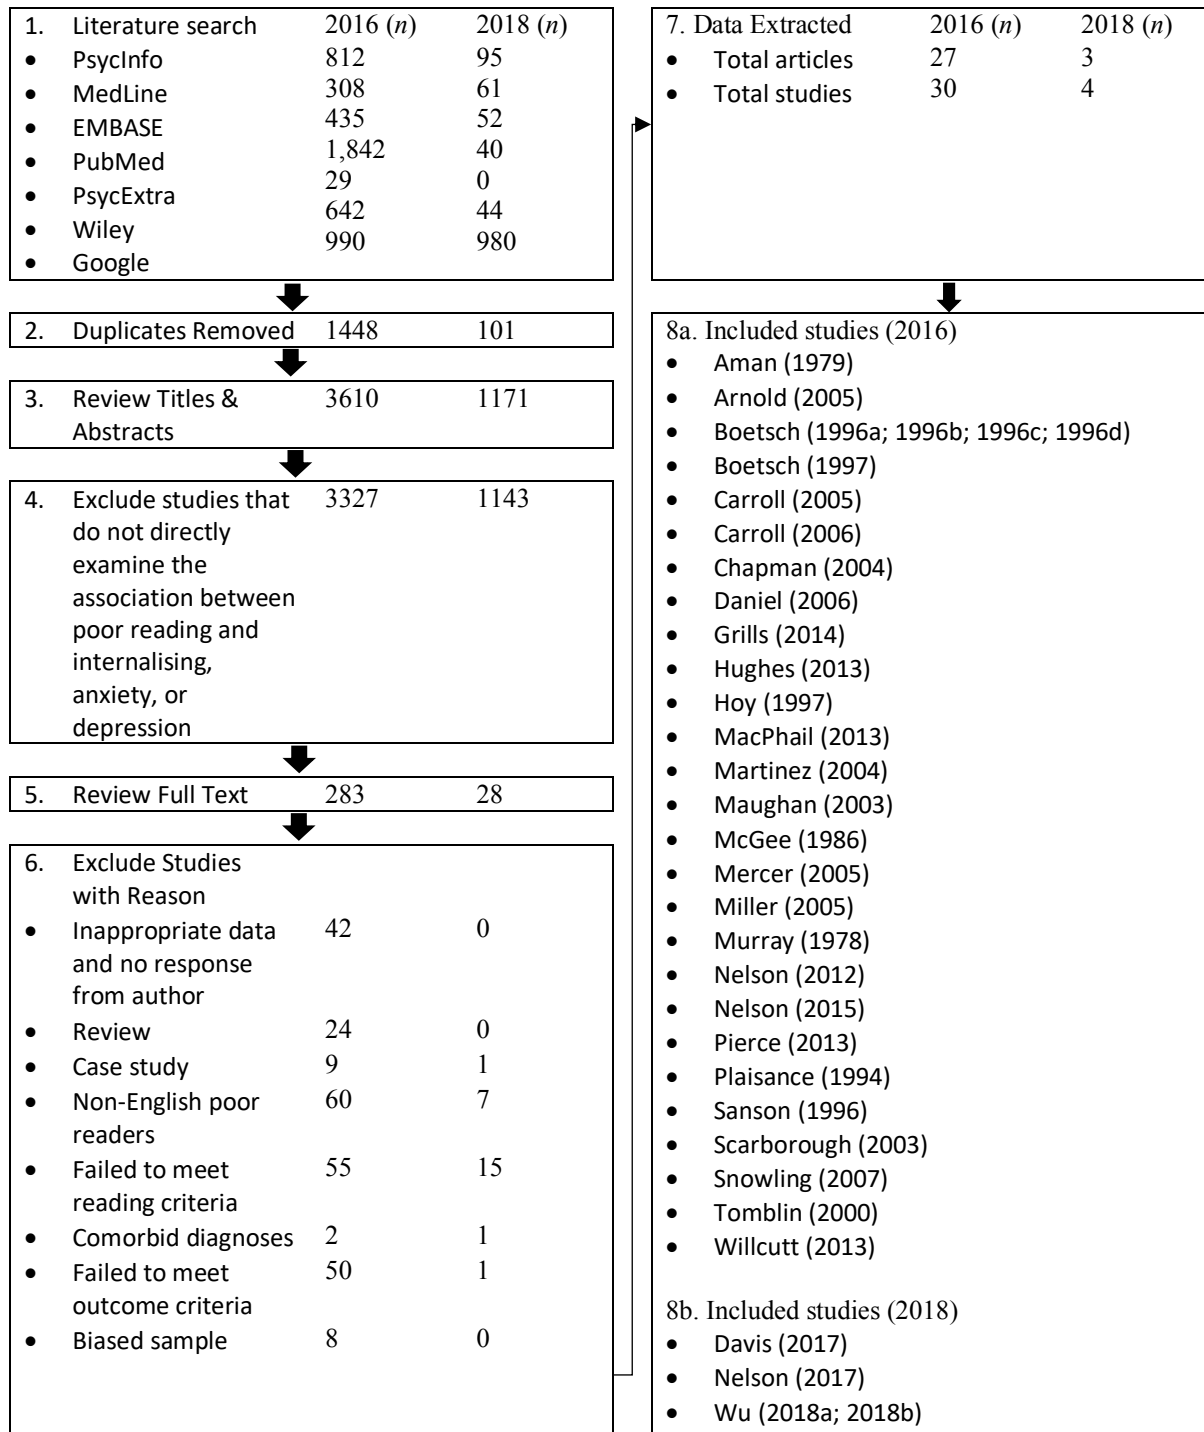 1. Literature search 2016 (n) 2018 (n)
• PsycInfo 812 95
• MedLine 308 61
• EMBASE 435 52
• PubMed 1,842 40
• PsycExtra 29 0
• Wiley 642 44
• Google 990 980
2. Duplicates Removed 1448 101
3. Review Titles & 3610 1171
Abstracts
4. Exclude studies that 3327 1143
do not directly
examine the
association between
poor reading and
internalising,
anxiety, or
depression
5. Review Full Text 283 28
6. Exclude Studies
with Reason
• Inappropriate data 42 0
and no response
from author
• Review 24 0
• Case study 9 1
• Non-English poor 60 7
readers
• Failed to meet 55 15
reading criteria
• Comorbid diagnoses 2 1
• Failed to meet 50 1
outcome criteria
• Biased sample 8 0
7. Data Extracted 2016 (n) 2018 (n)
• Total articles 27 3
• Total studies 30 4
8a. Included studies (2016)
• Aman (1979)
• Arnold (2005)
• Boetsch (1996a; 1996b; 1996c; 1996d)
• Boetsch (1997)
• Carroll (2005)
• Carroll (2006)
• Chapman (2004)
• Daniel (2006)
• Grills (2014)
• Hughes (2013)
• Hoy (1997)
• MacPhail (2013)
• Martinez (2004)
• Maughan (2003)
• McGee (1986)
• Mercer (2005)
• Miller (2005)
• Murray (1978)
• Nelson (2012)
• Nelson (2015)
• Pierce (2013)
• Plaisance (1994)
• Sanson (1996)
• Scarborough (2003)
• Snowling (2007)
• Tomblin (2000)
• Willcutt (2013)
8b. Included studies (2018)
• Davis (2017)
• Nelson (2017)
• Wu (2018a; 2018b)